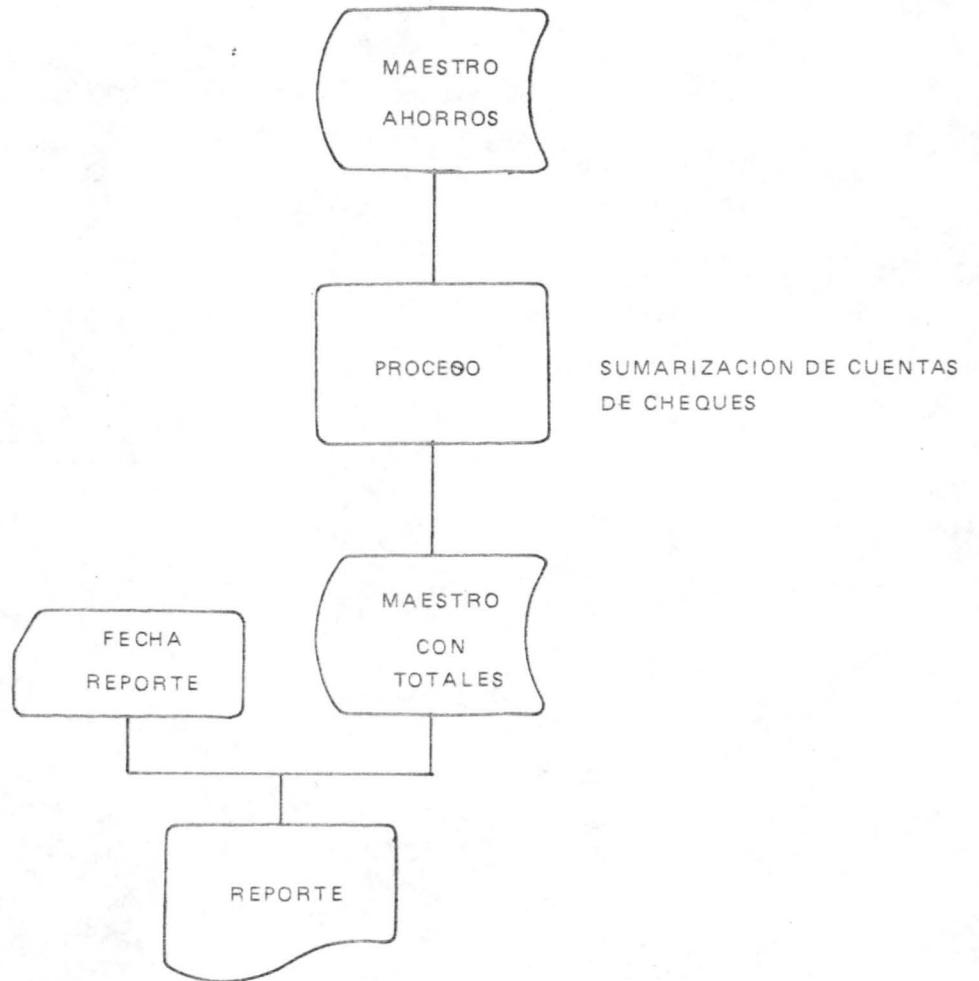 MAESTRO
AHORROS
PROCESO
SUMARIZACION DE CUENTAS
DE CHEQUES
MAESTRO
CON
TOTALES
FECHA
REPORTE
REPORTE